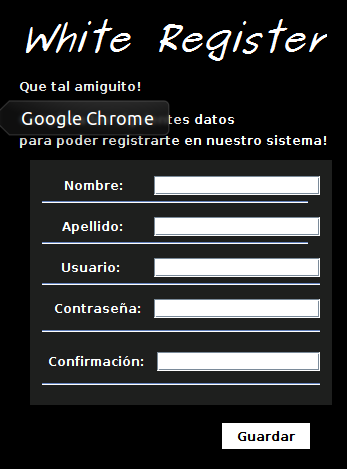 White Register
Que tal amiguito!
Google Chrome
tes datos
para poder registrarte en nuestro sistema!
Nombre:
Apellido:
Usuario:
Contraseña:
Confirmación:
Guardar